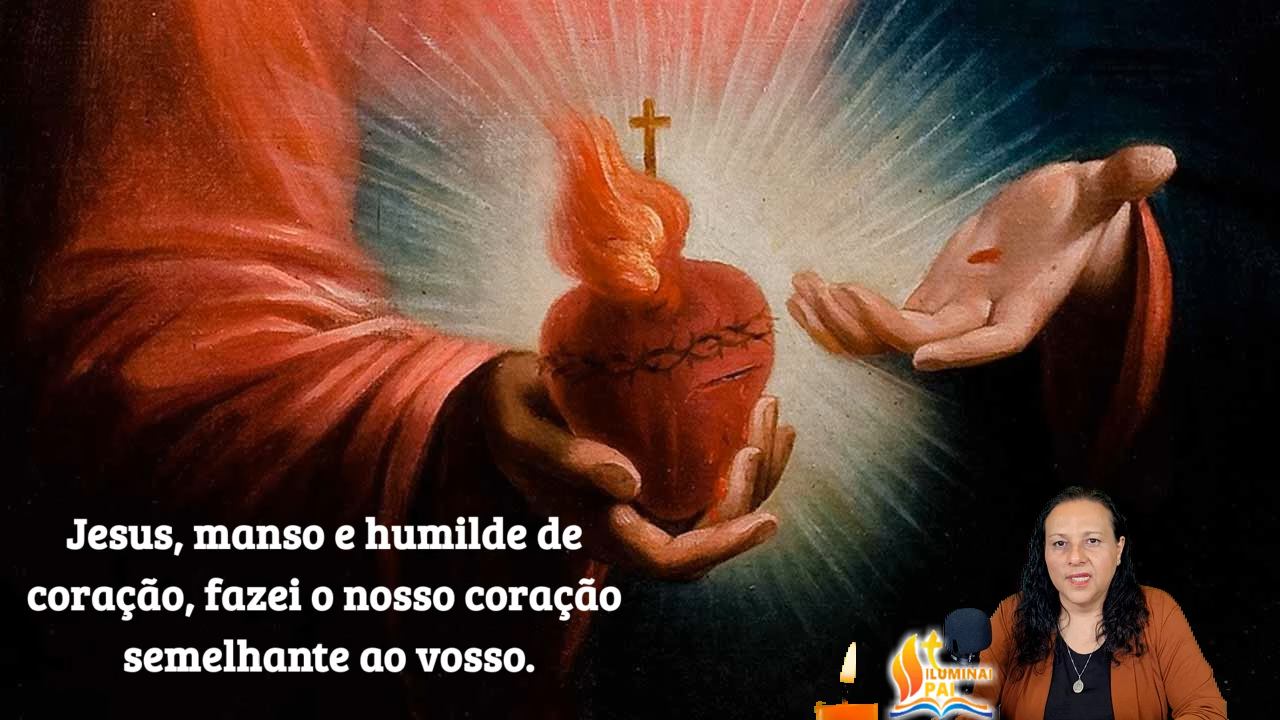 Jesus, manso e humilde de
coração, fazei o nosso coração
semelhante ao vosso.
ILUMINAI
PAI